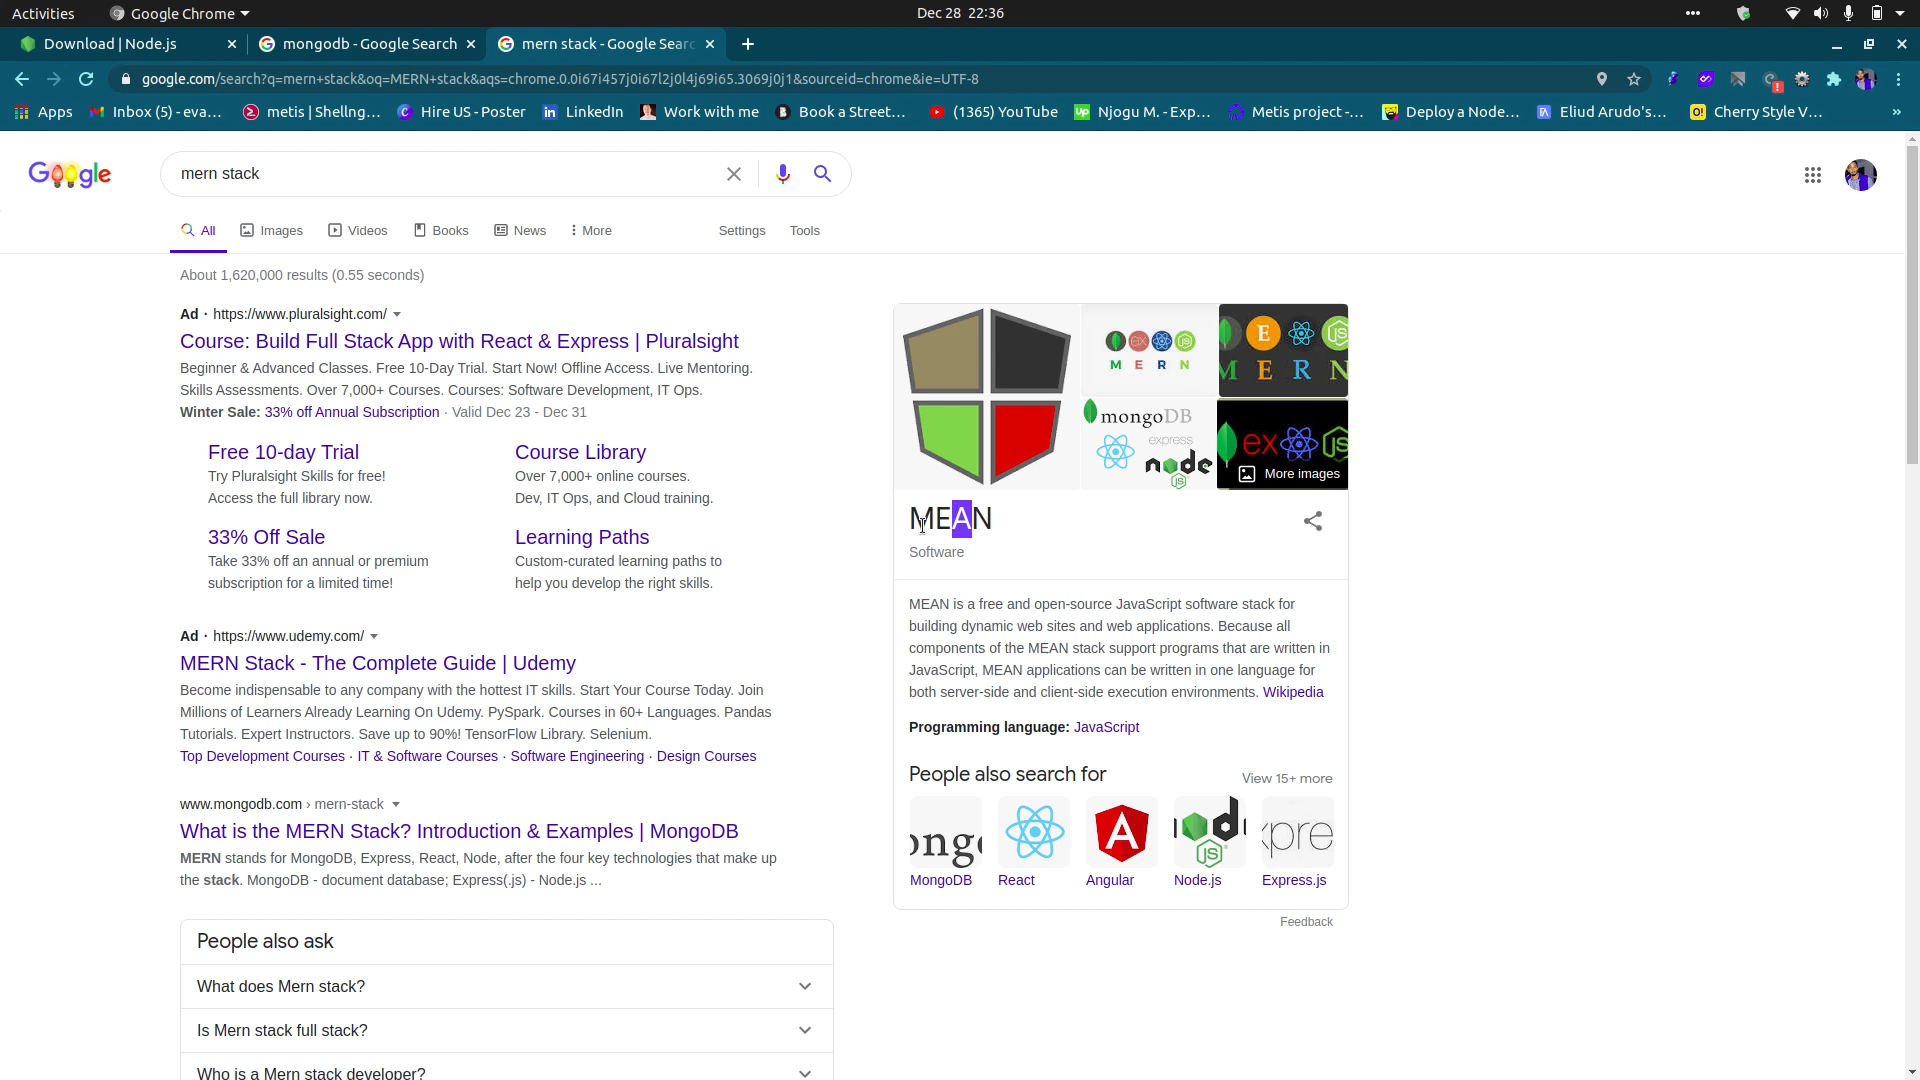 Activities Google Chrome Dec 28 22:36
Download | Node.js mongodb - Google Search mern stack - Google Sear
google.com/search?q=mern+stack&oq=MERN+stack&aqs=chrome.0.0i67i457j0i67l2j0l4j69i65.3069j0j1&sourceid=chrome&ie=UTF-8
Apps Inbox (5) - eva... metis | Shellng... Hire US - Poster LinkedIn Work with me Book a Street... (1365) YouTube Njogu M. - Exp... Metis project -... Deploy a Node... Eliud Arudo's... Cherry Style V...
Google
mern stack
All Images Videos Books News More Settings Tools
About 1,620,000 results (0.55 seconds)
Ad · https://www.pluralsight.com/
Course: Build Full Stack App with React & Express | Pluralsight
Beginner & Advanced Classes. Free 10-Day Trial. Start Now! Offline Access. Live Mentoring.
Skills Assessments. Over 7,000+ Courses. Courses: Software Development, IT Ops.
Winter Sale: 33% off Annual Subscription · Valid Dec 23 - Dec 31
Free 10-day Trial
Try Pluralsight Skills for free!
Access the full library now.
Course Library
Over 7,000+ online courses.
Dev, IT Ops, and Cloud training.
33% Off Sale
Take 33% off an annual or premium
subscription for a limited time!
Learning Paths
Custom-curated learning paths to
help you develop the right skills.
Ad · https://www.udemy.com/
MERN Stack - The Complete Guide | Udemy
Become indispensable to any company with the hottest IT skills. Start Your Course Today. Join
Millions of Learners Already Learning On Udemy. PySpark. Courses in 60+ Languages. Pandas
Tutorials. Expert Instructors. Save up to 90%! TensorFlow Library. Selenium.
Top Development Courses · IT & Software Courses · Software Engineering · Design Courses
www.mongodb.com › mern-stack
What is the MERN Stack? Introduction & Examples | MongoDB
MERN stands for MongoDB, Express, React, Node, after the four key technologies that make up
the stack. MongoDB - document database; Express(.js) - Node.js ...
People also ask
What does Mern stack?
Is Mern stack full stack?
Who is a Mern stack developer?
ex JS
M E R N
E JS
M E R N
mongoDB
express
node
JS
ex JS
More images
MEAN
Software
MEAN is a free and open-source JavaScript software stack for
building dynamic web sites and web applications. Because all
components of the MEAN stack support programs that are written in
JavaScript, MEAN applications can be written in one language for
both server-side and client-side execution environments. Wikipedia
Programming language: JavaScript
People also search for View 15+ more
ong A d JS xpre
MongoDB React Angular Node.js Express.js
Feedback